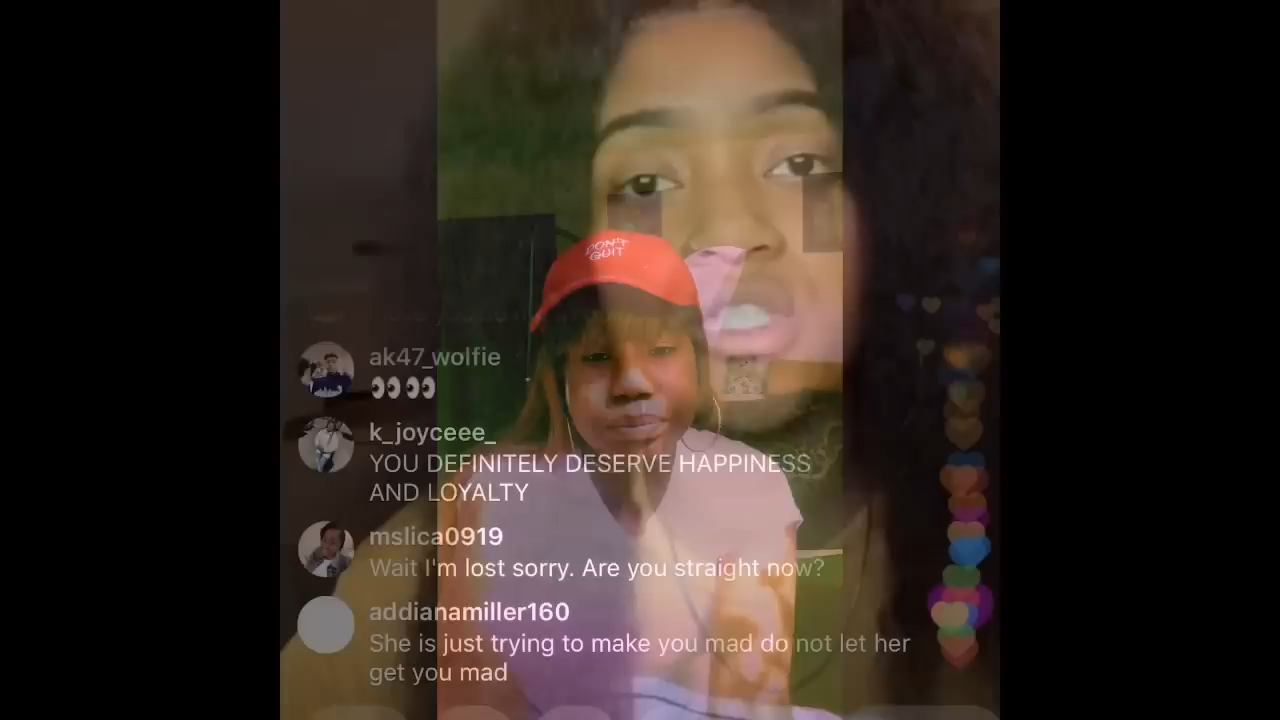 DON'T
QUIT
ak47_wolfie
👀👀
k_joyceee_
YOU DEFINITELY DESERVE HAPPINESS
AND LOYALTY
mslica0919
Wait I'm lost sorry. Are you straight now?
addianamiller160
She is just trying to make you mad do not let her
get you mad